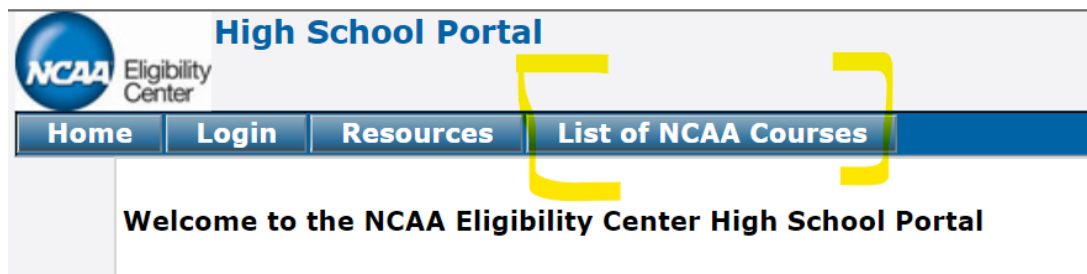 High School Portal
NCAA Eligibility
Center
Home Login Resources List of NCAA Courses
Welcome to the NCAA Eligibility Center High School Portal